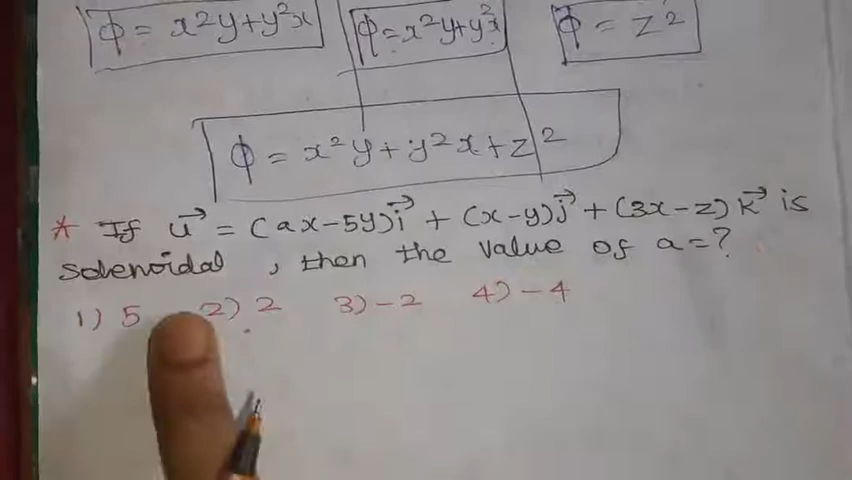 ϕ = x²y+y²x
ϕ = x²y+y²x
ϕ = z²
ϕ = x²y + y²x + z²
* If u⃗ = (ax-5y)i⃗ + (x-y)j⃗ + (3x-z)k⃗ is
solenoidal , then the value of a=?
1) 5 2) 2 3) -2 4) -4